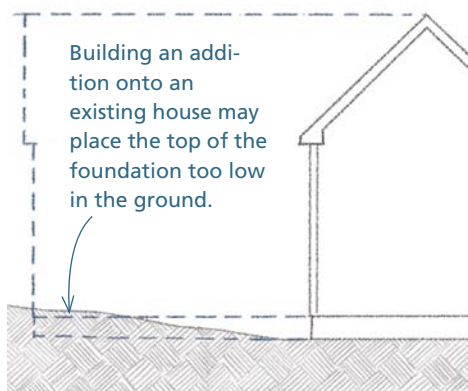 Building an addi-
tion onto an
existing house may
place the top of the
foundation too low
in the ground.